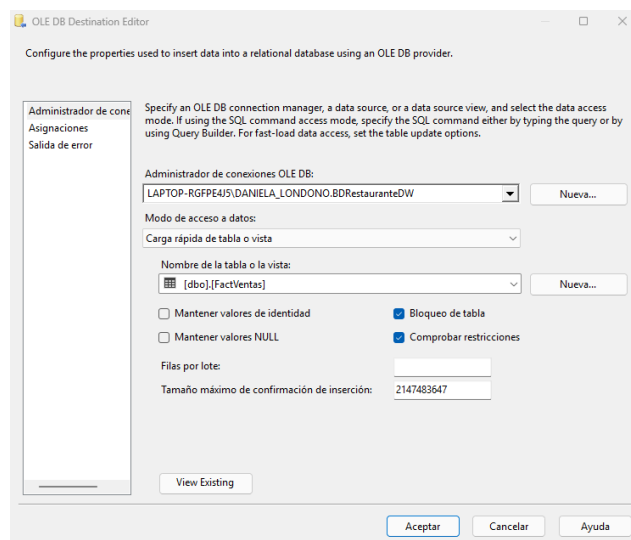 OLE DB Destination Editor
Configure the properties used to insert data into a relational database using an OLE DB provider.
Administrador de cone
Asignaciones
Salida de error
Specify an OLE DB connection manager, a data source, or a data source view, and select the data access
mode. If using the SQL command access mode, specify the SQL command either by typing the query or by
using Query Builder. For fast-load data access, set the table update options.
Administrador de conexiones OLE DB:
LAPTOP-RGFPE4J5\DANIELA_LONDONO.BDRestauranteDW
Nueva...
Modo de acceso a datos:
Carga rápida de tabla o vista
Nombre de la tabla o la vista:
[dbo].[FactVentas]
Nueva...
Mantener valores de identidad
Bloqueo de tabla
Mantener valores NULL
Comprobar restricciones
Filas por lote:
Tamaño máximo de confirmación de inserción:
2147483647
View Existing
Aceptar
Cancelar
Ayuda